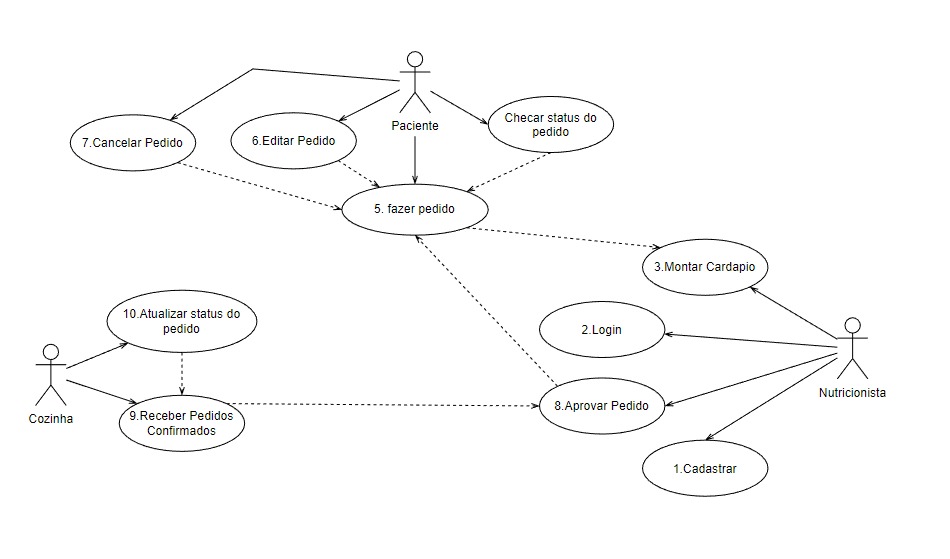 Paciente
Checar status do
pedido
7.Cancelar Pedido
6.Editar Pedido
5. fazer pedido
3.Montar Cardapio
10.Atualizar status do
pedido
2.Login
Nutricionista
Cozinha
9.Receber Pedidos
Confirmados
8.Aprovar Pedido
1.Cadastrar